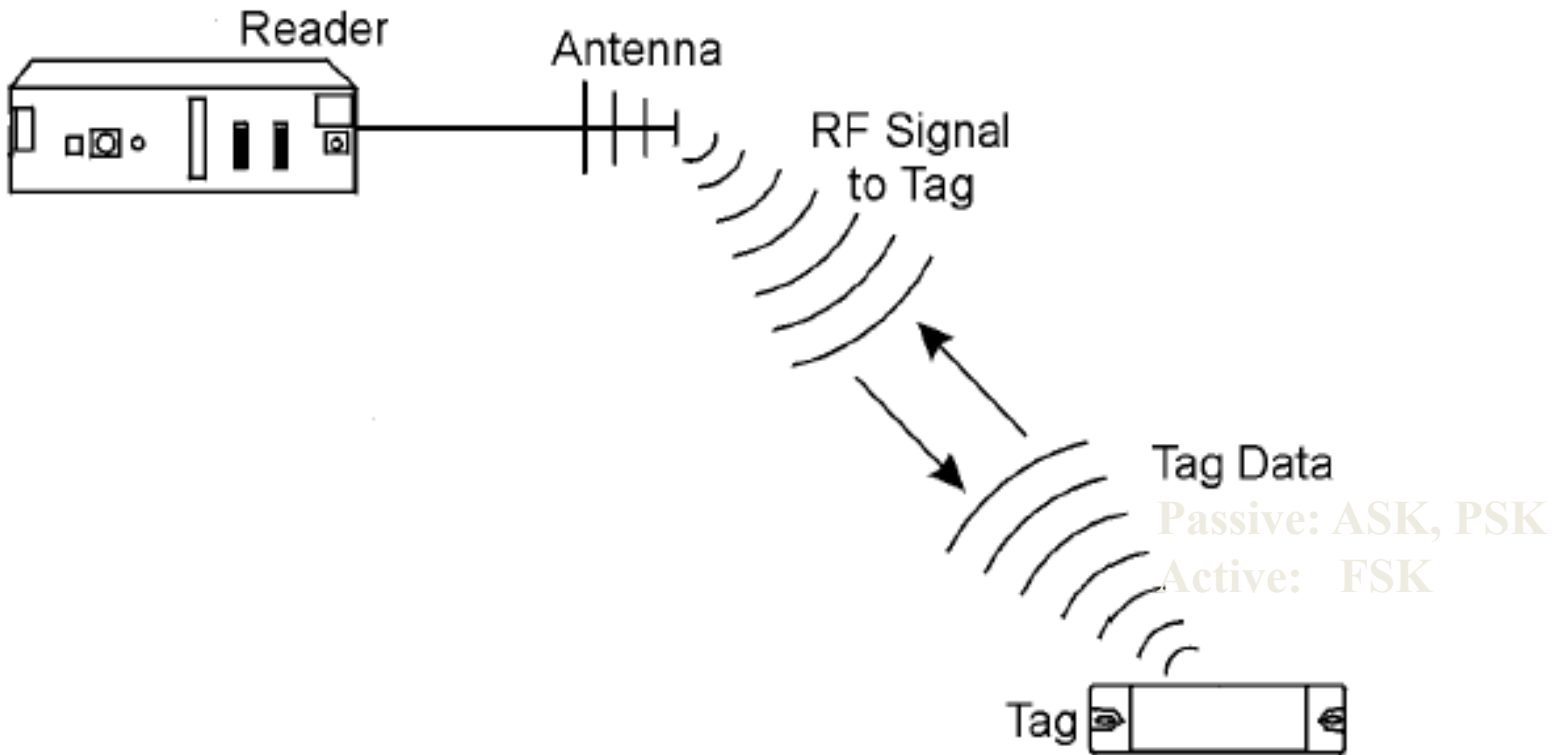 Reader
Antenna
RF Signal
to Tag
Tag Data
Passive: ASK, PSK
Active: FSK
Tag